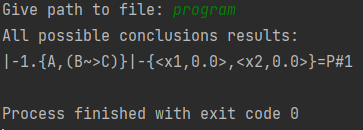 Give path to file: program
All possible conclusions results:
|-1.{A,(B~>C)}|-{<x1,0.0>,<x2,0.0>}=P#1
Process finished with exit code 0